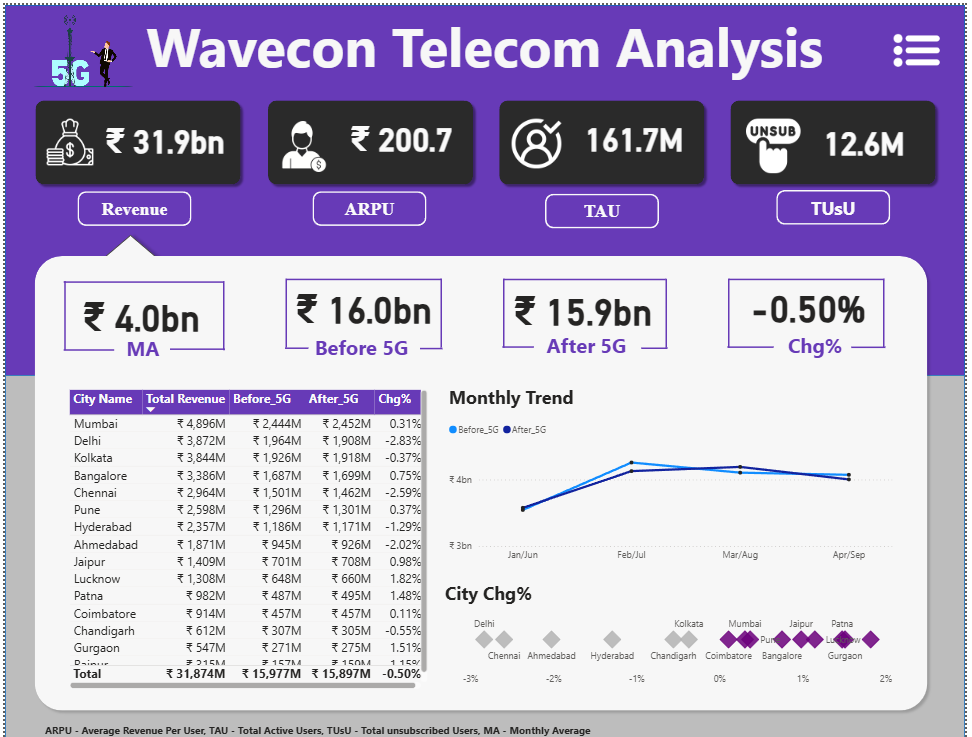 5G
Wavecon Telecom Analysis
₹ 31.9bn
₹ 200.7
161.7M
UNSUB
12.6M
Revenue
ARPU
TAU
TUsU
₹ 4.0bn
MA
₹ 16.0bn
Before 5G
₹ 15.9bn
After 5G
-0.50%
Chg%
City Name Total Revenue Before_5G After_5G Chg%
Mumbai ₹ 4,896M ₹ 2,444M ₹ 2,452M 0.31%
Delhi ₹ 3,872M ₹ 1,964M ₹ 1,908M -2.83%
Kolkata ₹ 3,844M ₹ 1,926M ₹ 1,918M -0.37%
Bangalore ₹ 3,386M ₹ 1,687M ₹ 1,699M 0.75%
Chennai ₹ 2,964M ₹ 1,501M ₹ 1,462M -2.59%
Pune ₹ 2,598M ₹ 1,296M ₹ 1,301M 0.37%
Hyderabad ₹ 2,357M ₹ 1,186M ₹ 1,171M -1.29%
Ahmedabad ₹ 1,871M ₹ 945M ₹ 926M -2.02%
Jaipur ₹ 1,409M ₹ 701M ₹ 708M 0.98%
Lucknow ₹ 1,308M ₹ 648M ₹ 660M 1.82%
Patna ₹ 982M ₹ 487M ₹ 495M 1.48%
Coimbatore ₹ 914M ₹ 457M ₹ 457M 0.11%
Chandigarh ₹ 612M ₹ 307M ₹ 305M -0.55%
Gurgaon ₹ 547M ₹ 271M ₹ 275M 1.51%
Raipur ₹ 315M ₹ 157M ₹ 159M 1.15%
Total ₹ 31,874M ₹ 15,977M ₹ 15,897M -0.50%
Monthly Trend
Before_5G After_5G
₹ 4bn
₹ 3bn
Jan/Jun Feb/Jul Mar/Aug Apr/Sep
City Chg%
Delhi Kolkata Mumbai Jaipur Patna
Pune Lucknow
Chennai Ahmedabad Hyderabad Chandigarh Coimbatore Bangalore Gurgaon
-3% -2% -1% 0% 1% 2%
ARPU - Average Revenue Per User, TAU - Total Active Users, TUsU - Total unsubscribed Users, MA - Monthly Average